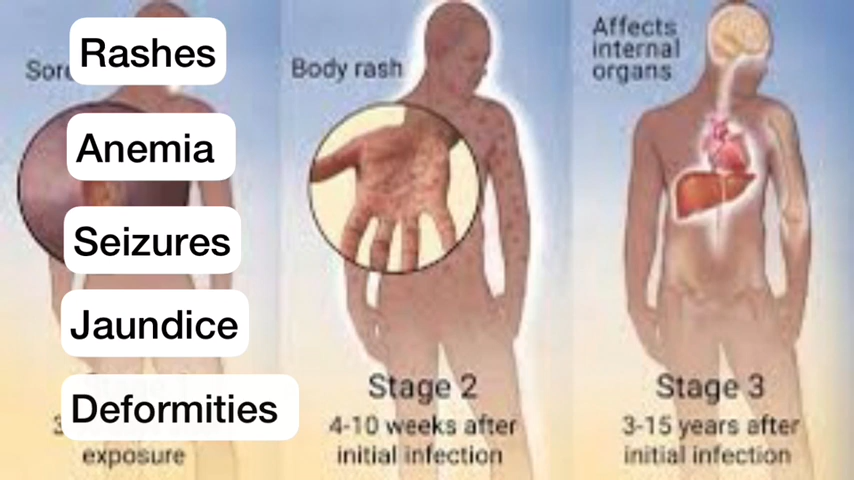 Rashes
Anemia
Seizures
Jaundice
Deformities
exposure
Body rash
Stage 2
4-10 weeks after
initial infection
Affects
internal
organs
Stage 3
3-15 years after
initial infection